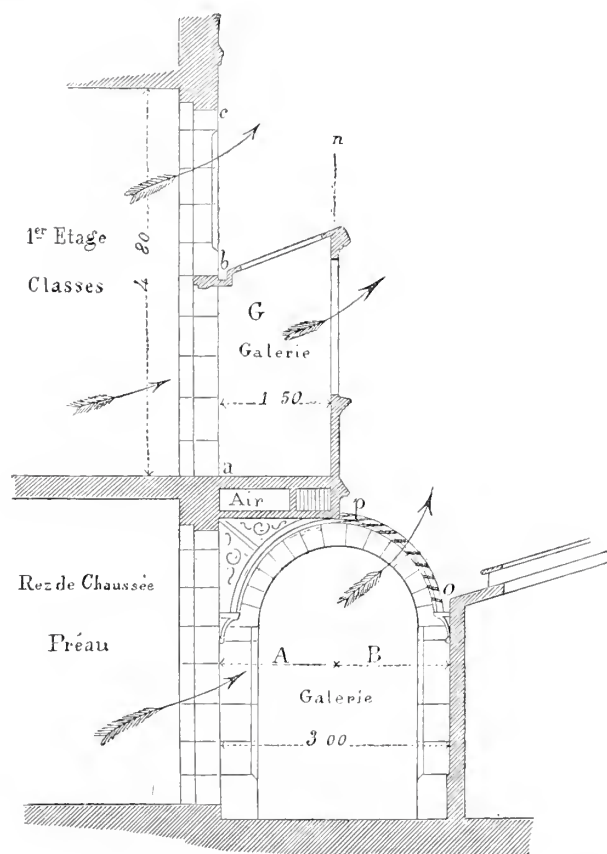 c
n
1er Etage
4 80
Classes
b
G
Galerie
1 50
a
Air
p
Rez de Chaussée
Préau
o
A B
Galerie
3 00